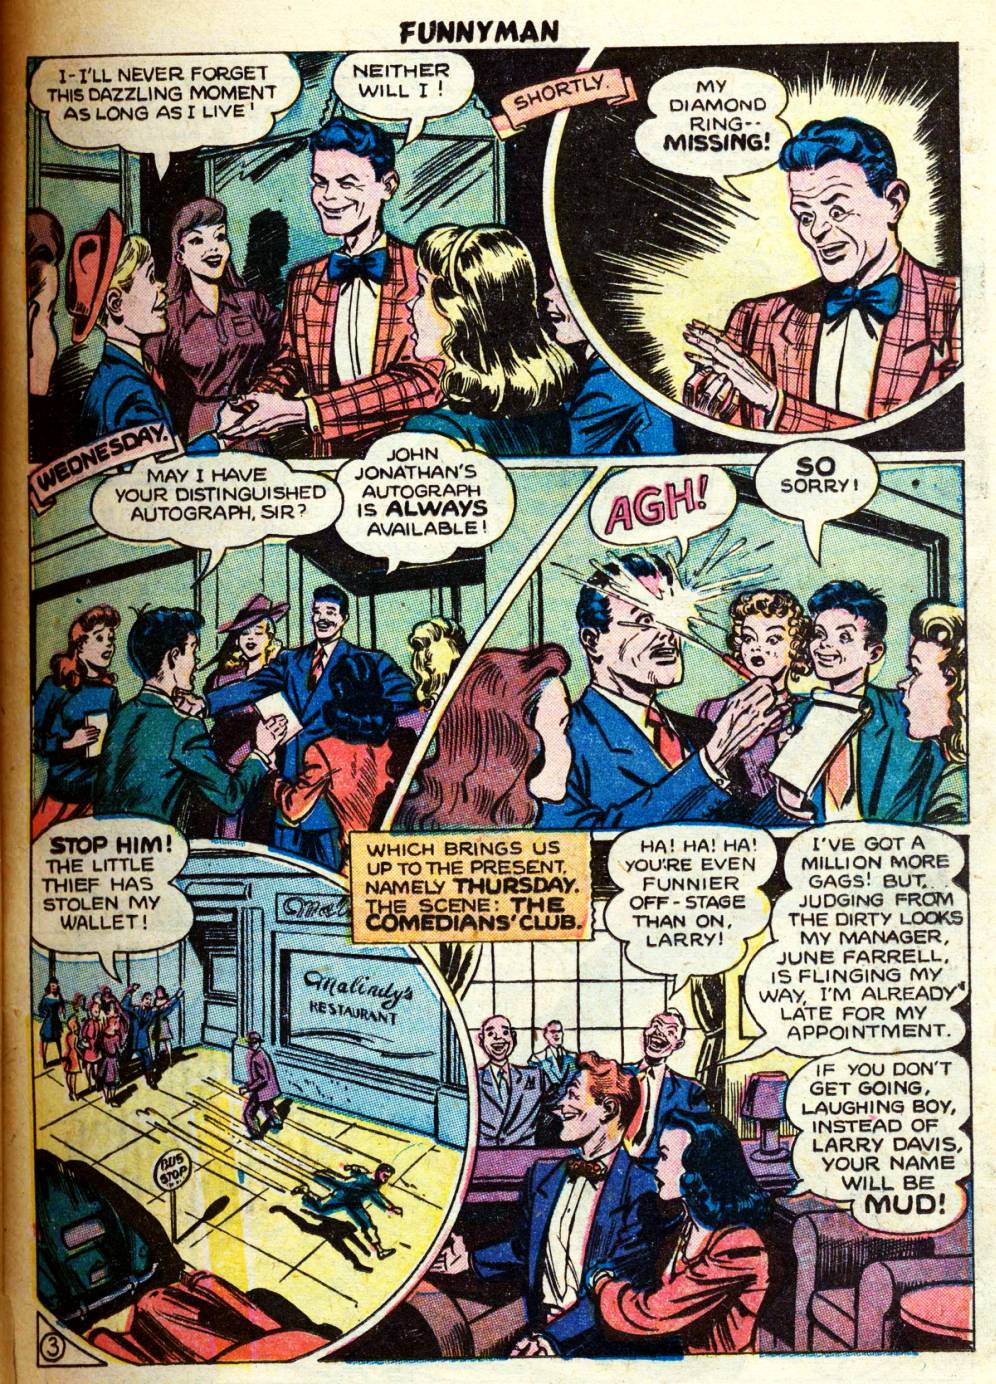 FUNNYMAN
I-I'LL NEVER FORGET
THIS DAZZLING MOMENT
AS LONG AS I LIVE!
NEITHER
WILL I!
SHORTLY.
MY
DIAMOND
RING--
MISSING!
WEDNESDAY.
MAY I HAVE
YOUR DISTINGUISHED
AUTOGRAPH, SIR?
JOHN
JONATHAN'S
AUTOGRAPH
IS ALWAYS
AVAILABLE!
AGH!
SO
SORRY!
STOP HIM!
THE LITTLE
THIEF HAS
STOLEN MY
WALLET!
Malindy's
RESTAURANT
BUS
STOP
WHICH BRINGS US
UP TO THE PRESENT,
NAMELY THURSDAY.
THE SCENE: THE
COMEDIANS' CLUB.
HA! HA! HA!
YOU'RE EVEN
FUNNIER
OFF-STAGE
THAN ON,
LARRY!
I'VE GOT A
MILLION MORE
GAGS! BUT,
JUDGING FROM
THE DIRTY LOOKS
MY MANAGER,
JUNE FARRELL,
IS FLINGING MY
WAY, I'M ALREADY
LATE FOR MY
APPOINTMENT.
IF YOU DON'T
GET GOING,
LAUGHING BOY,
INSTEAD OF
LARRY DAVIS,
YOUR NAME
WILL BE
MUD!
3